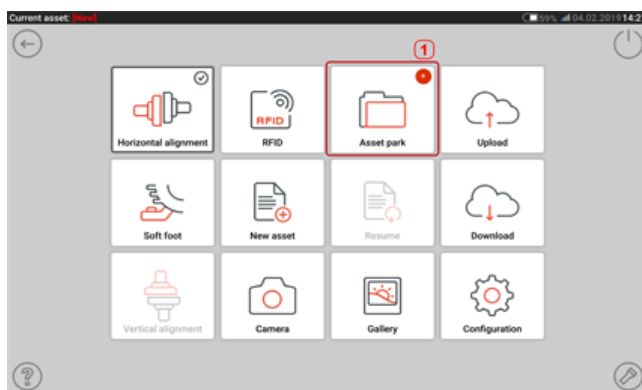 Current asset: [New]
59% 04.02.2019 14:2
1
Horizontal alignment
RFID
RFID
Asset park
Upload
Soft foot
New asset
Resume
Download
Vertical alignment
Camera
Gallery
Configuration